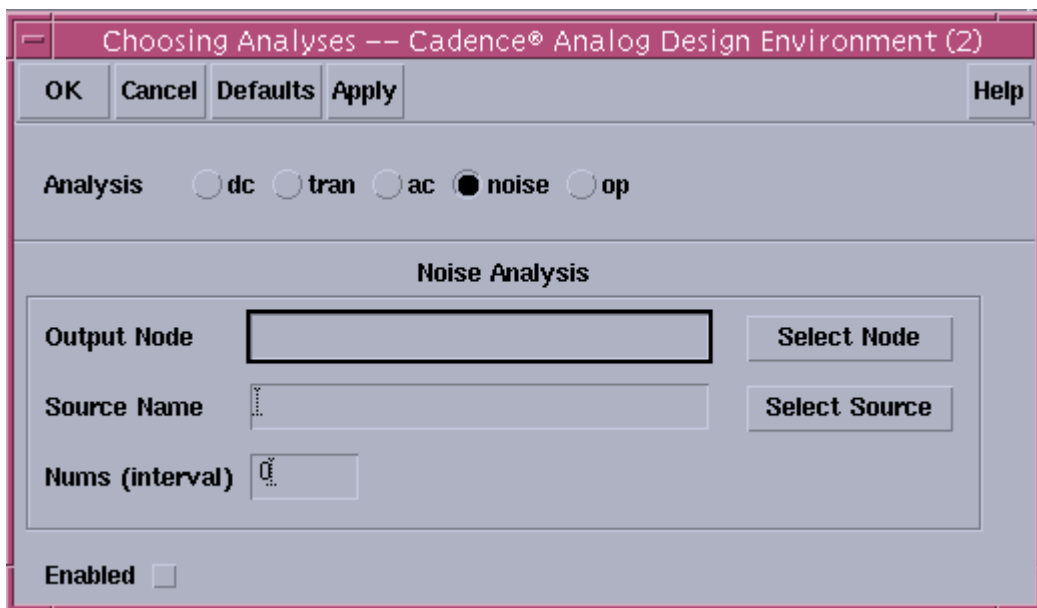 Choosing Analyses -- Cadence® Analog Design Environment (2)
OK Cancel Defaults Apply Help
Analysis dc tran ac noise op
Noise Analysis
Output Node Select Node
Source Name Select Source
Nums (interval) 0
Enabled